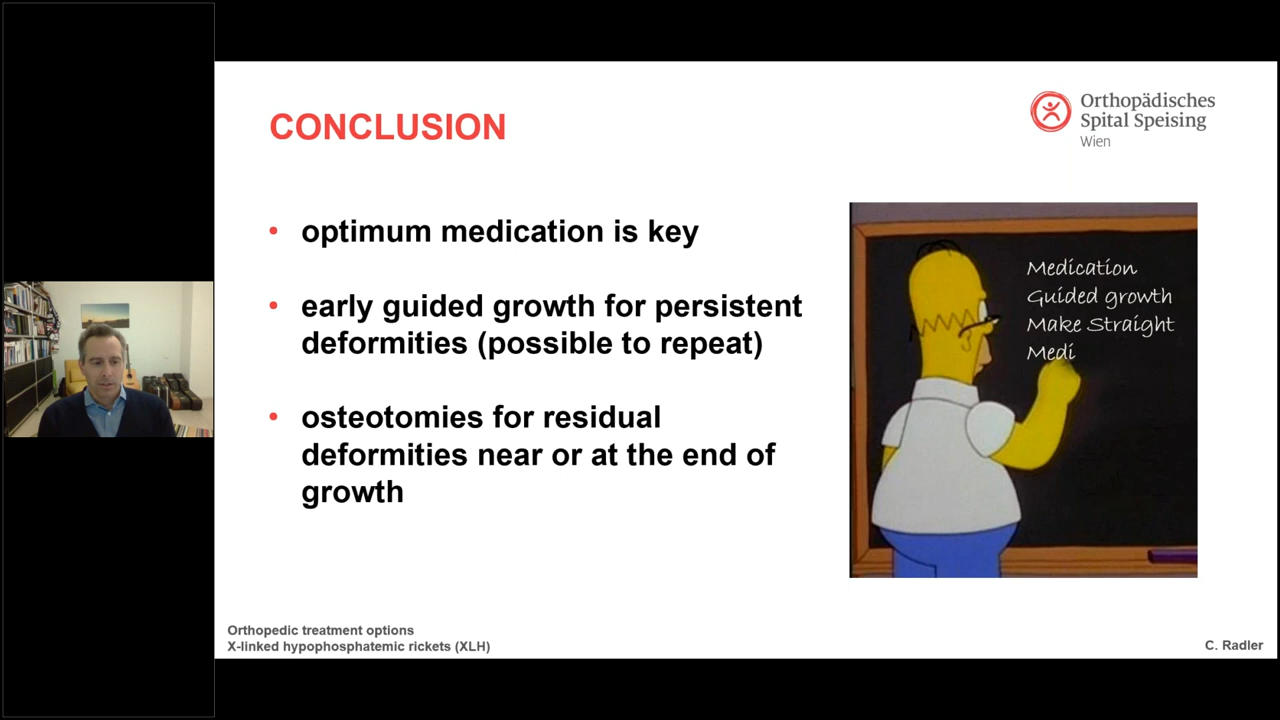 CONCLUSION
Orthopädisches
Spital Speising
Wien
• optimum medication is key
• early guided growth for persistent
deformities (possible to repeat)
• osteotomies for residual
deformities near or at the end of
growth
Medication
Guided growth
Make Straight
Medi
Orthopedic treatment options
X-linked hypophosphatemic rickets (XLH)
C. Radler